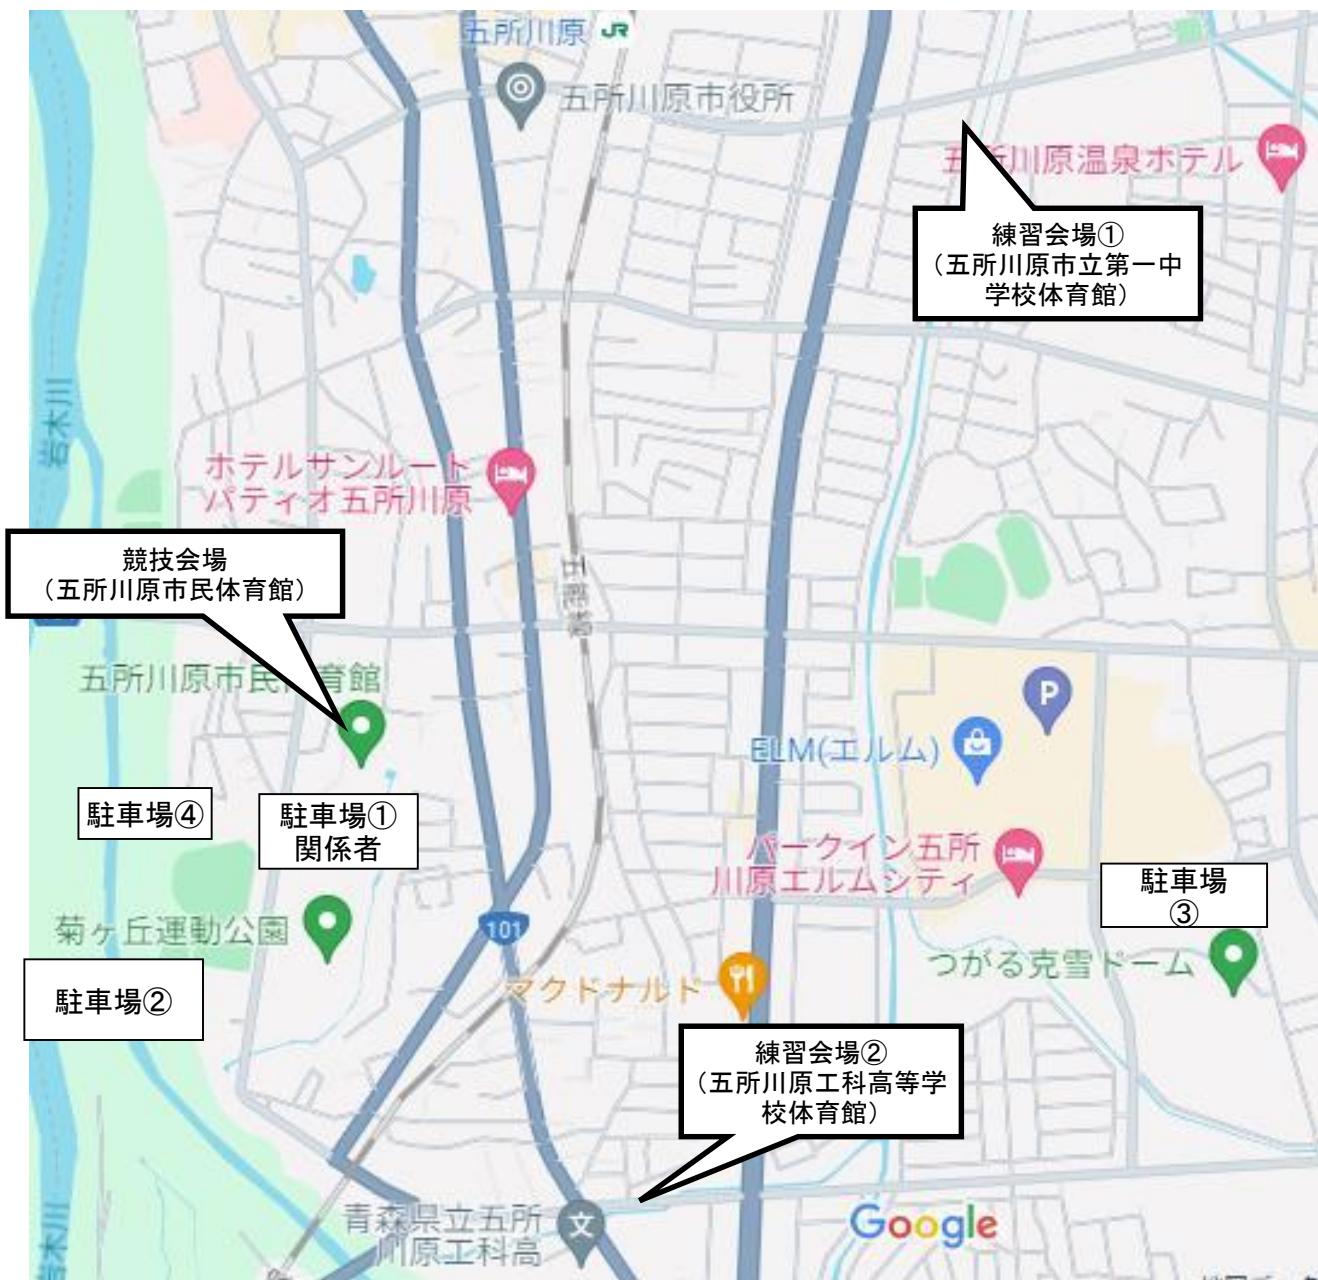 五所川原 JR
五所川原市役所
五所川原温泉ホテル
練習会場①
（五所川原市立第一中
学校体育館）
岩木川
ホテルサンルート
パティオ五所川原
競技会場
（五所川原市民体育館）
五能線
五所川原市民体育館
P
ELM(エルム)
駐車場④
駐車場①
関係者
パークイン五所
川原エルムシティ
駐車場
③
101
菊ヶ丘運動公園
つがる克雪ドーム
駐車場②
マクドナルド
練習会場②
（五所川原工科高等学
校体育館）
青森県立五所
川原工科高
文
Google
岩木川